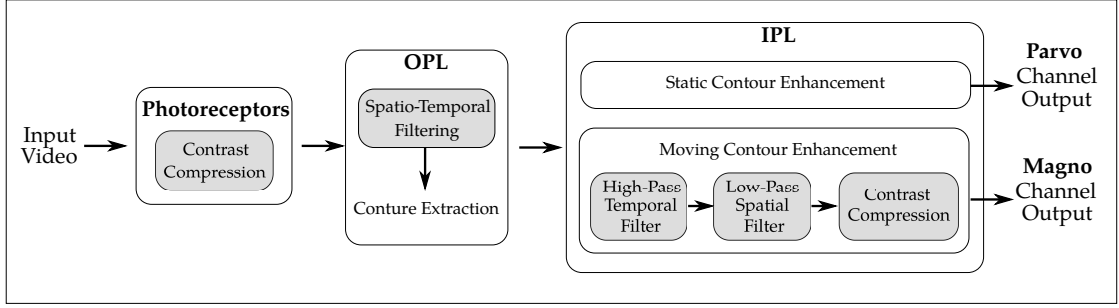 Input
Video
Photoreceptors
Contrast
Compression
OPL
Spatio-Temporal
Filtering
Conture Extraction
IPL
Static Contour Enhancement
Moving Contour Enhancement
High-Pass
Temporal
Filter
Low-Pass
Spatial
Filter
Contrast
Compression
Parvo
Channel
Output
Magno
Channel
Output